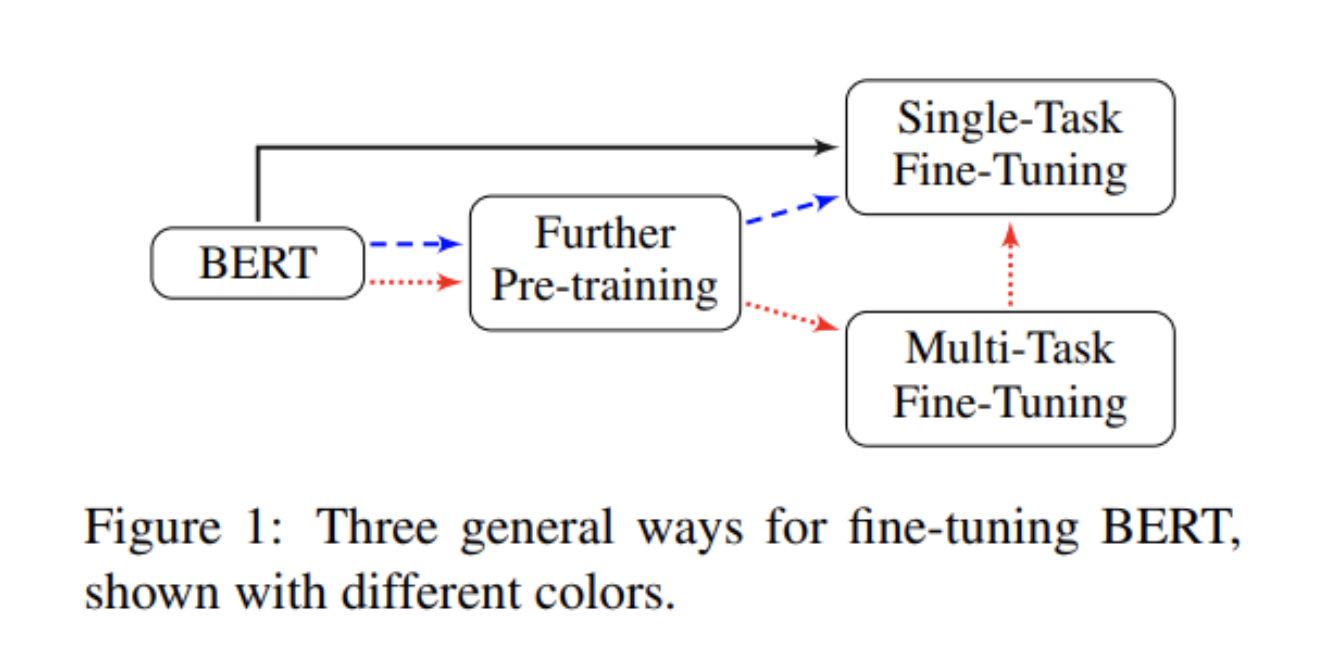 Single-Task
Fine-Tuning
BERT
Further
Pre-training
Multi-Task
Fine-Tuning
Figure 1: Three general ways for fine-tuning BERT,
shown with different colors.